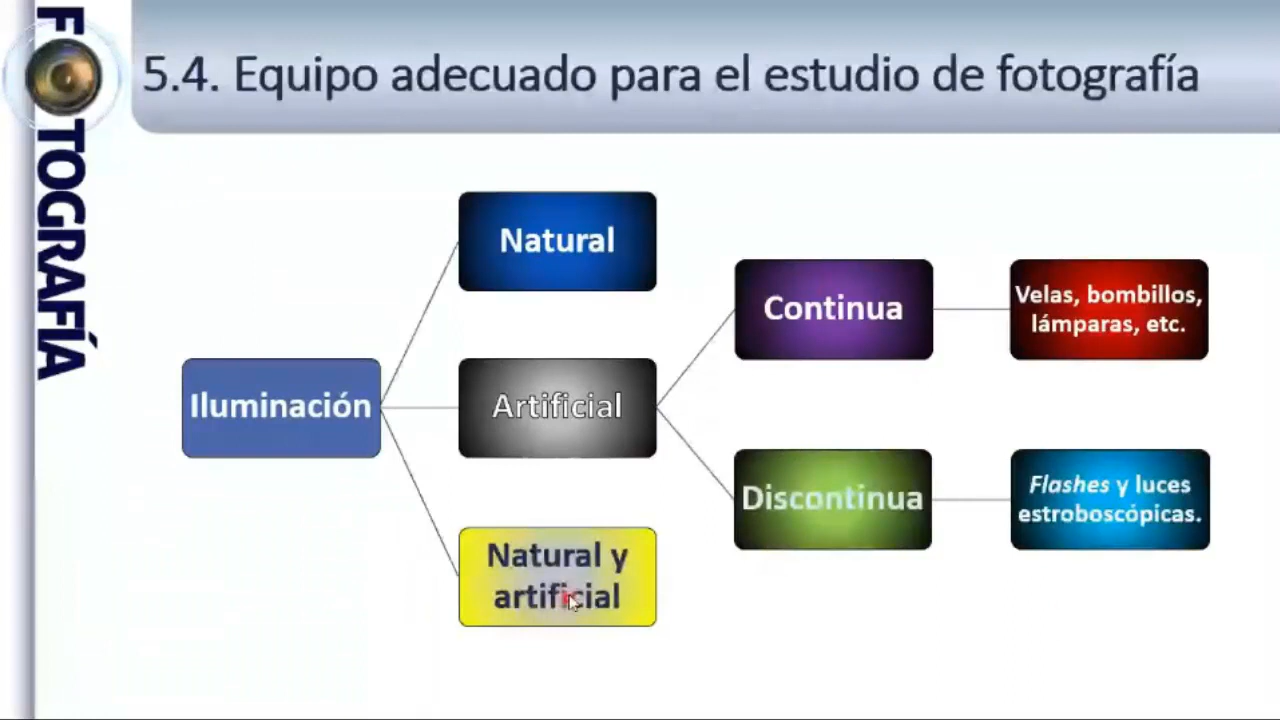 FOTOGRAFÍA
5.4. Equipo adecuado para el estudio de fotografía
Natural
Continua
Velas, bombillos,
lámparas, etc.
Iluminación
Artificial
Discontinua
Flashes y luces
estroboscópicas.
Natural y
artificial